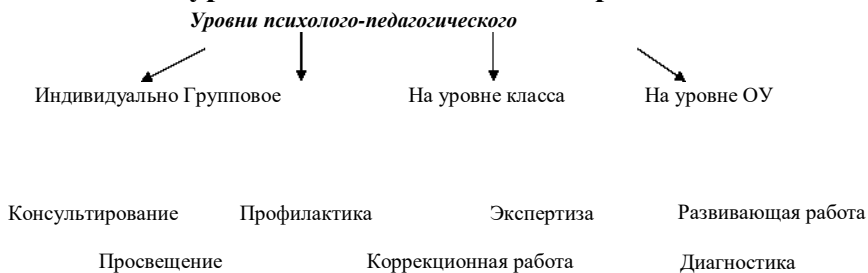 Уровни психолого-педагогического
Индивидуально Групповое На уровне класса На уровне ОУ
Консультирование Профилактика Экспертиза Развивающая работа
Просвещение Коррекционная работа Диагностика